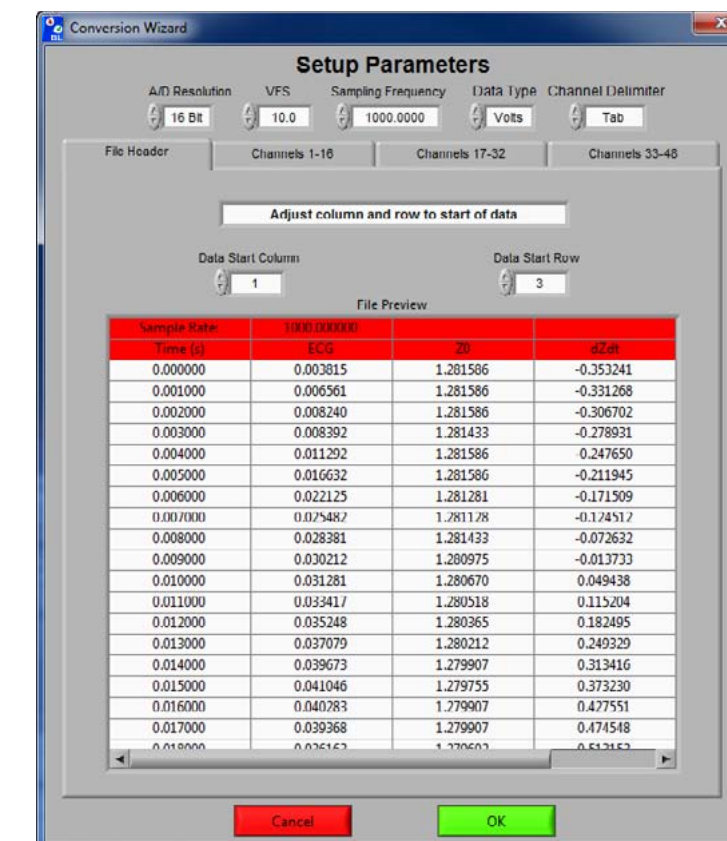 BL Conversion Wizard X
Setup Parameters
A/D Resolution VFS Sampling Frequency Data Type Channel Delimiter
16 Bit 10.0 1000.0000 Volts Tab
File Header Channels 1-16 Channels 17-32 Channels 33-48
Adjust column and row to start of data
Data Start Column Data Start Row
1 3
File Preview
Sample Rate: 1000.000000
Time (s) ECG Z0 dZdt
0.000000 0.003815 1.281586 -0.353241
0.001000 0.006561 1.281586 -0.331268
0.002000 0.008240 1.281586 -0.306702
0.003000 0.008392 1.281433 -0.278931
0.004000 0.011292 1.281586 -0.247650
0.005000 0.016632 1.281586 -0.211945
0.006000 0.022125 1.281281 -0.171509
0.007000 0.025482 1.281128 -0.124512
0.008000 0.028381 1.281433 -0.072632
0.009000 0.030212 1.280975 -0.013733
0.010000 0.031281 1.280670 0.049438
0.011000 0.033417 1.280518 0.115204
0.012000 0.035248 1.280365 0.182495
0.013000 0.037079 1.280212 0.249329
0.014000 0.039673 1.279907 0.313416
0.015000 0.041046 1.279755 0.373230
0.016000 0.040283 1.279907 0.427551
0.017000 0.039368 1.279907 0.474548
0.018000
Cancel OK